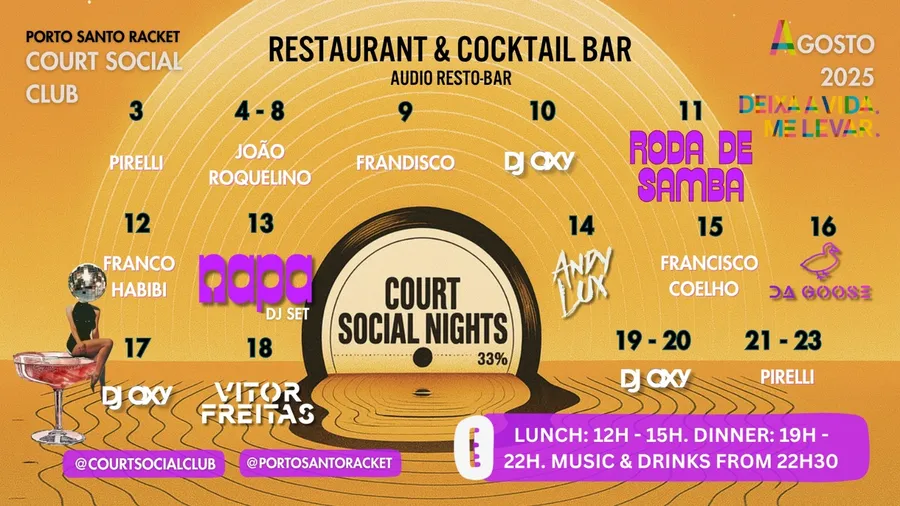 PORTO SANTO RACKET
COURT SOCIAL
CLUB
RESTAURANT & COCKTAIL BAR
AUDIO RESTO-BAR
AGOSTO
2025
DEIXA A VIDA
ME LEVAR.
3
PIRELLI
4 - 8
JOÃO
ROQUELINO
9
FRANDISCO
10
DJ OXY
11
RODA DE
SAMBA
12
FRANCO
HABIBI
13
napa
DJ SET
14
ANDY
LUX
15
FRANCISCO
COELHO
16
DA GOOSE
COURT
SOCIAL NIGHTS
33%
17
DJ OXY
18
VITOR
FREITAS
19 - 20
DJ OXY
21 - 23
PIRELLI
@COURTSOCIALCLUB
@PORTOSANTORACKET
LUNCH: 12H - 15H. DINNER: 19H -
22H. MUSIC & DRINKS FROM 22H30